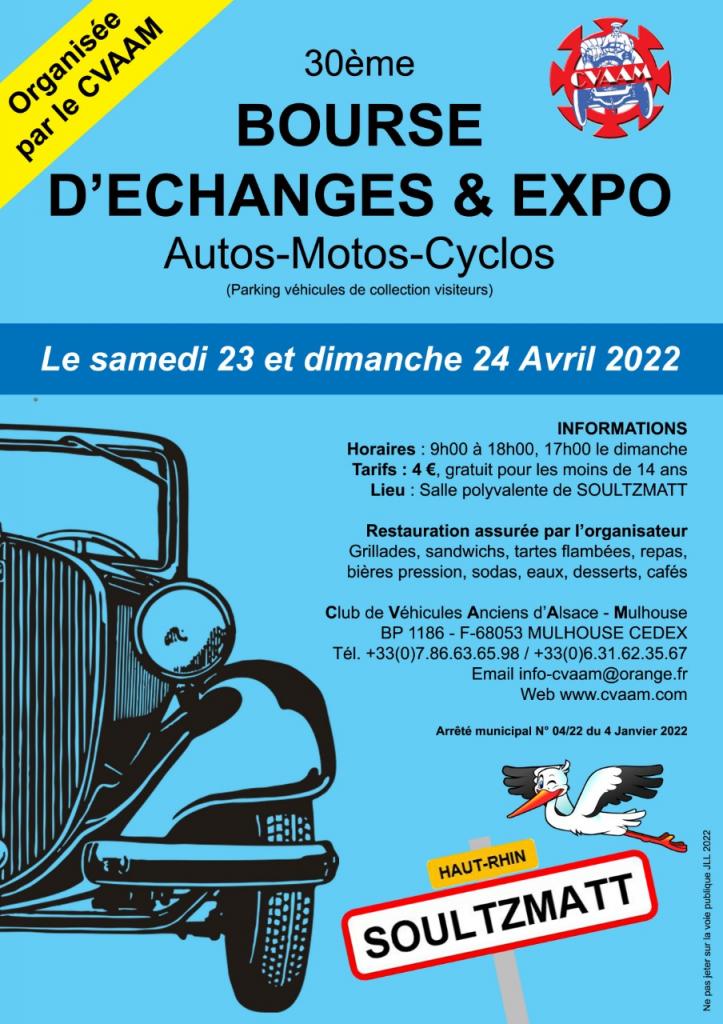 Organisée
par le CVAAM
30ème
CVAAM
BOURSE
D'ECHANGES & EXPO
Autos-Motos-Cyclos
(Parking véhicules de collection visiteurs)
Le samedi 23 et dimanche 24 Avril 2022
INFORMATIONS
Horaires : 9h00 à 18h00, 17h00 le dimanche
Tarifs : 4 €, gratuit pour les moins de 14 ans
Lieu : Salle polyvalente de SOULTZMATT
Restauration assurée par l'organisateur
Grillades, sandwichs, tartes flambées, repas,
bières pression, sodas, eaux, desserts, cafés
Club de Véhicules Anciens d'Alsace - Mulhouse
BP 1186 - F-68053 MULHOUSE CEDEX
Tél. +33(0)7.86.63.65.98 / +33(0)6.31.62.35.67
Email info-cvaam@orange.fr
Web www.cvaam.com
Arrêté municipal N° 04/22 du 4 Janvier 2022
HAUT-RHIN
SOULTZMATT
Ne pas jeter sur la voie publique JLL 2022